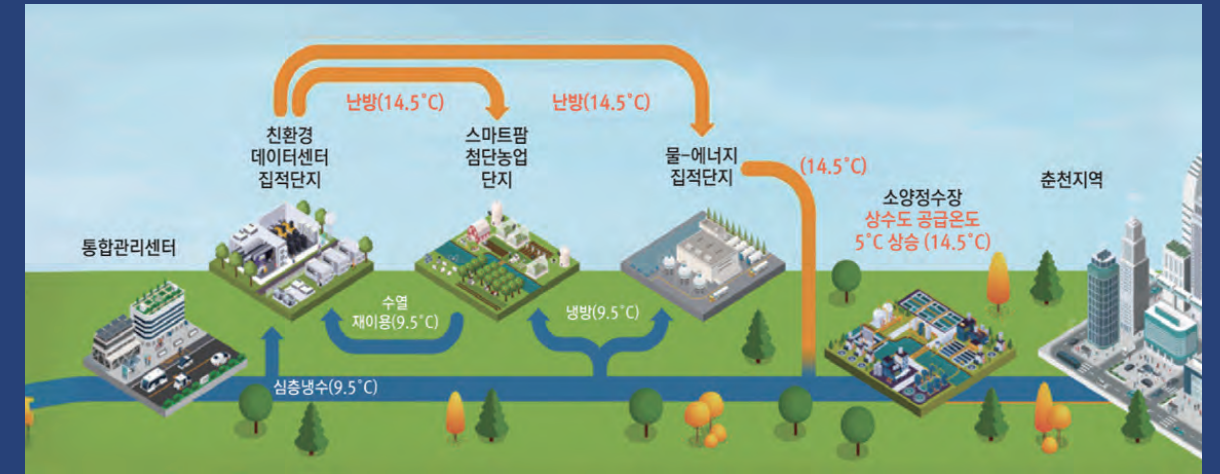 난방(14.5˚C)
난방(14.5˚C)
친환경
데이터센터
집적단지
스마트팜
첨단농업
단지
물-에너지
집적단지
(14.5˚C)
소양정수장
상수도 공급온도
5˚C 상승 (14.5˚C)
춘천지역
통합관리센터
수열
재이용(9.5˚C)
냉방(9.5˚C)
심층냉수(9.5˚C)